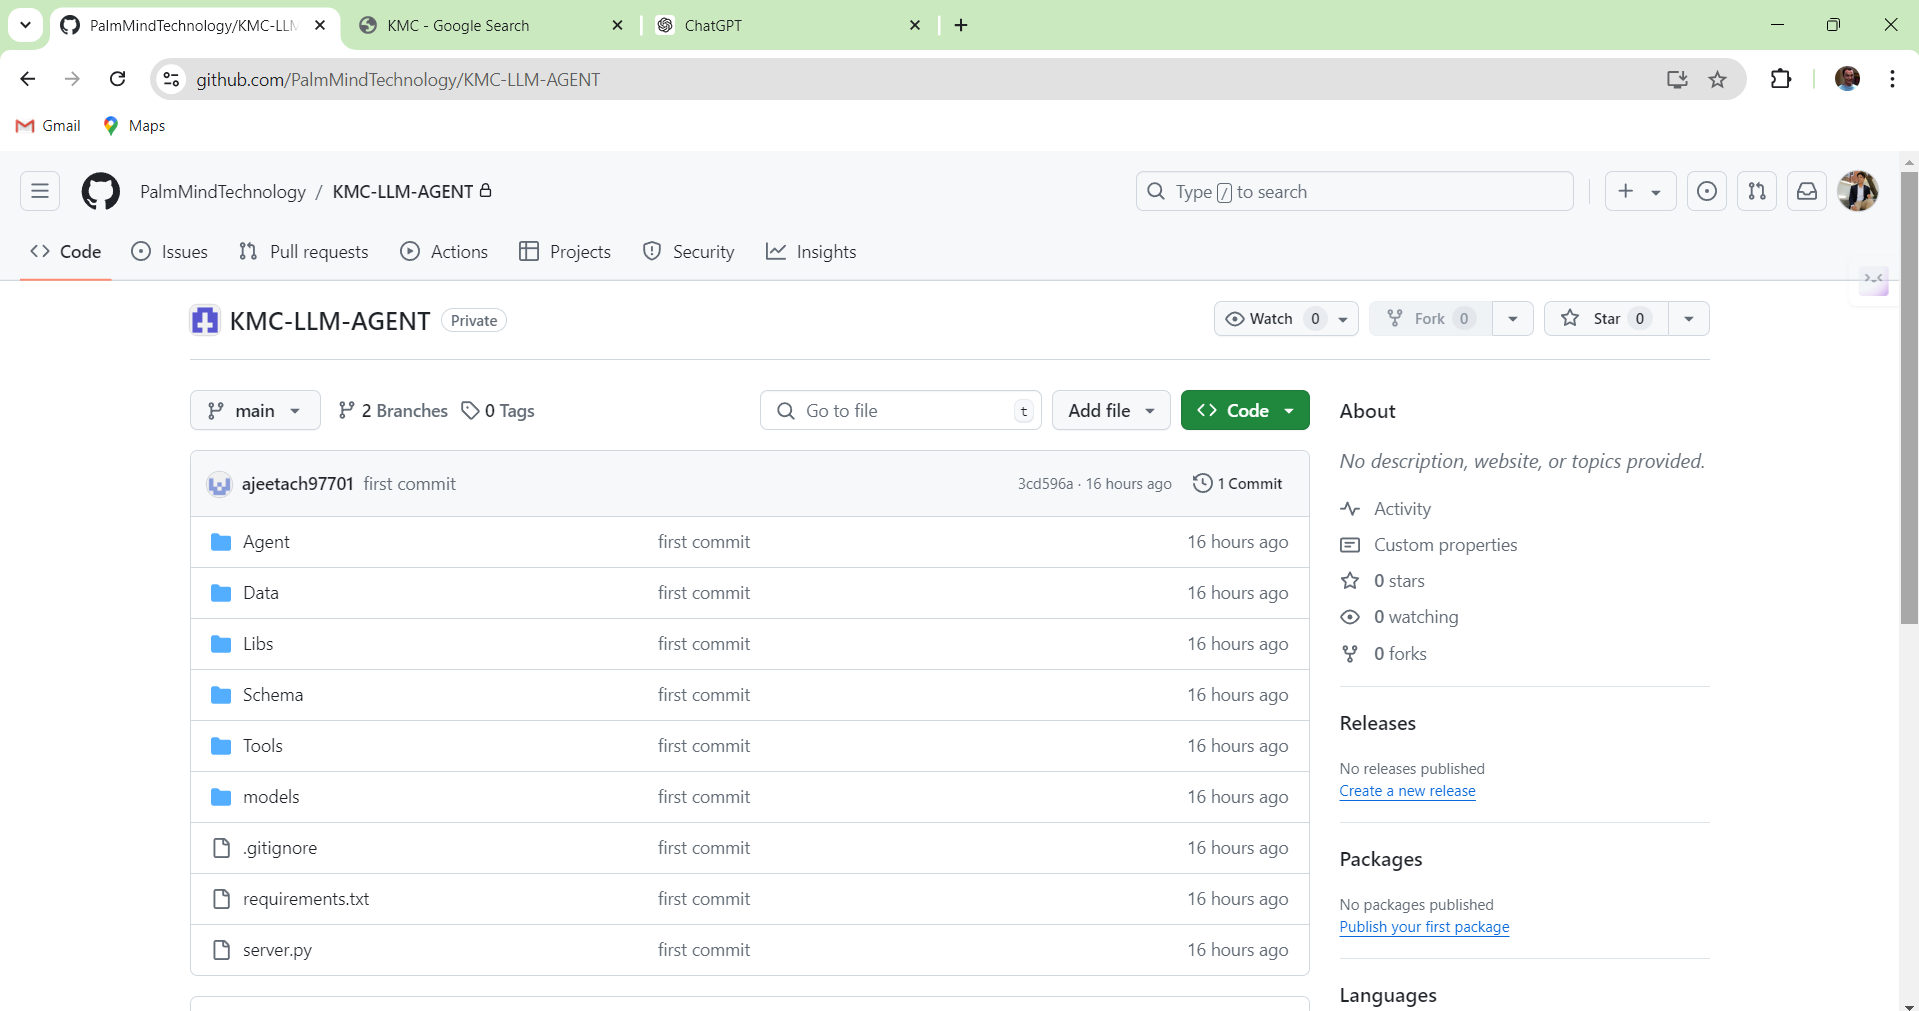 PalmMindTechnology/KMC-LLM
KMC - Google Search
ChatGPT
github.com/PalmMindTechnology/KMC-LLM-AGENT
Gmail
Maps
PalmMindTechnology / KMC-LLM-AGENT
Type / to search
Code
Issues
Pull requests
Actions
Projects
Security
Insights
KMC-LLM-AGENT Private
Watch 0
Fork 0
Star 0
main
2 Branches
0 Tags
Go to file t
Add file
Code
ajeetach97701 first commit 3cd596a · 16 hours ago 1 Commit
Agent first commit 16 hours ago
Data first commit 16 hours ago
Libs first commit 16 hours ago
Schema first commit 16 hours ago
Tools first commit 16 hours ago
models first commit 16 hours ago
.gitignore first commit 16 hours ago
requirements.txt first commit 16 hours ago
server.py first commit 16 hours ago
About
No description, website, or topics provided.
Activity
Custom properties
0 stars
0 watching
0 forks
Releases
No releases published
Create a new release
Packages
No packages published
Publish your first package
Languages